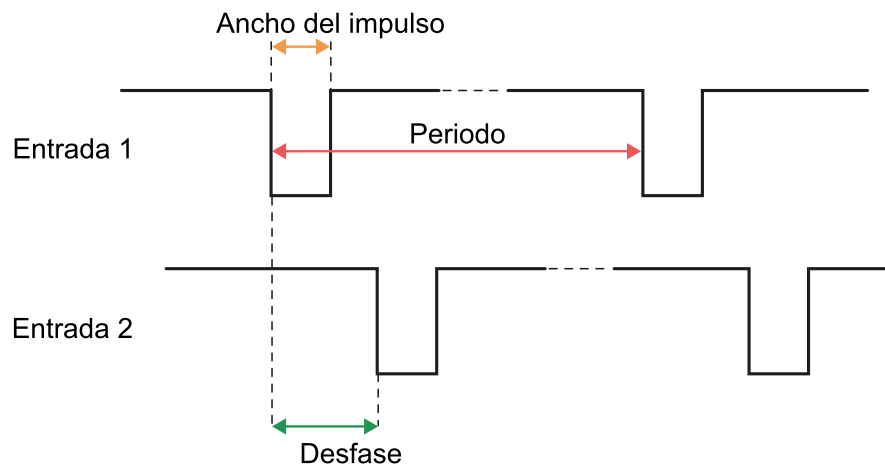 Ancho del impulso
Periodo
Entrada 1
Entrada 2
Desfase